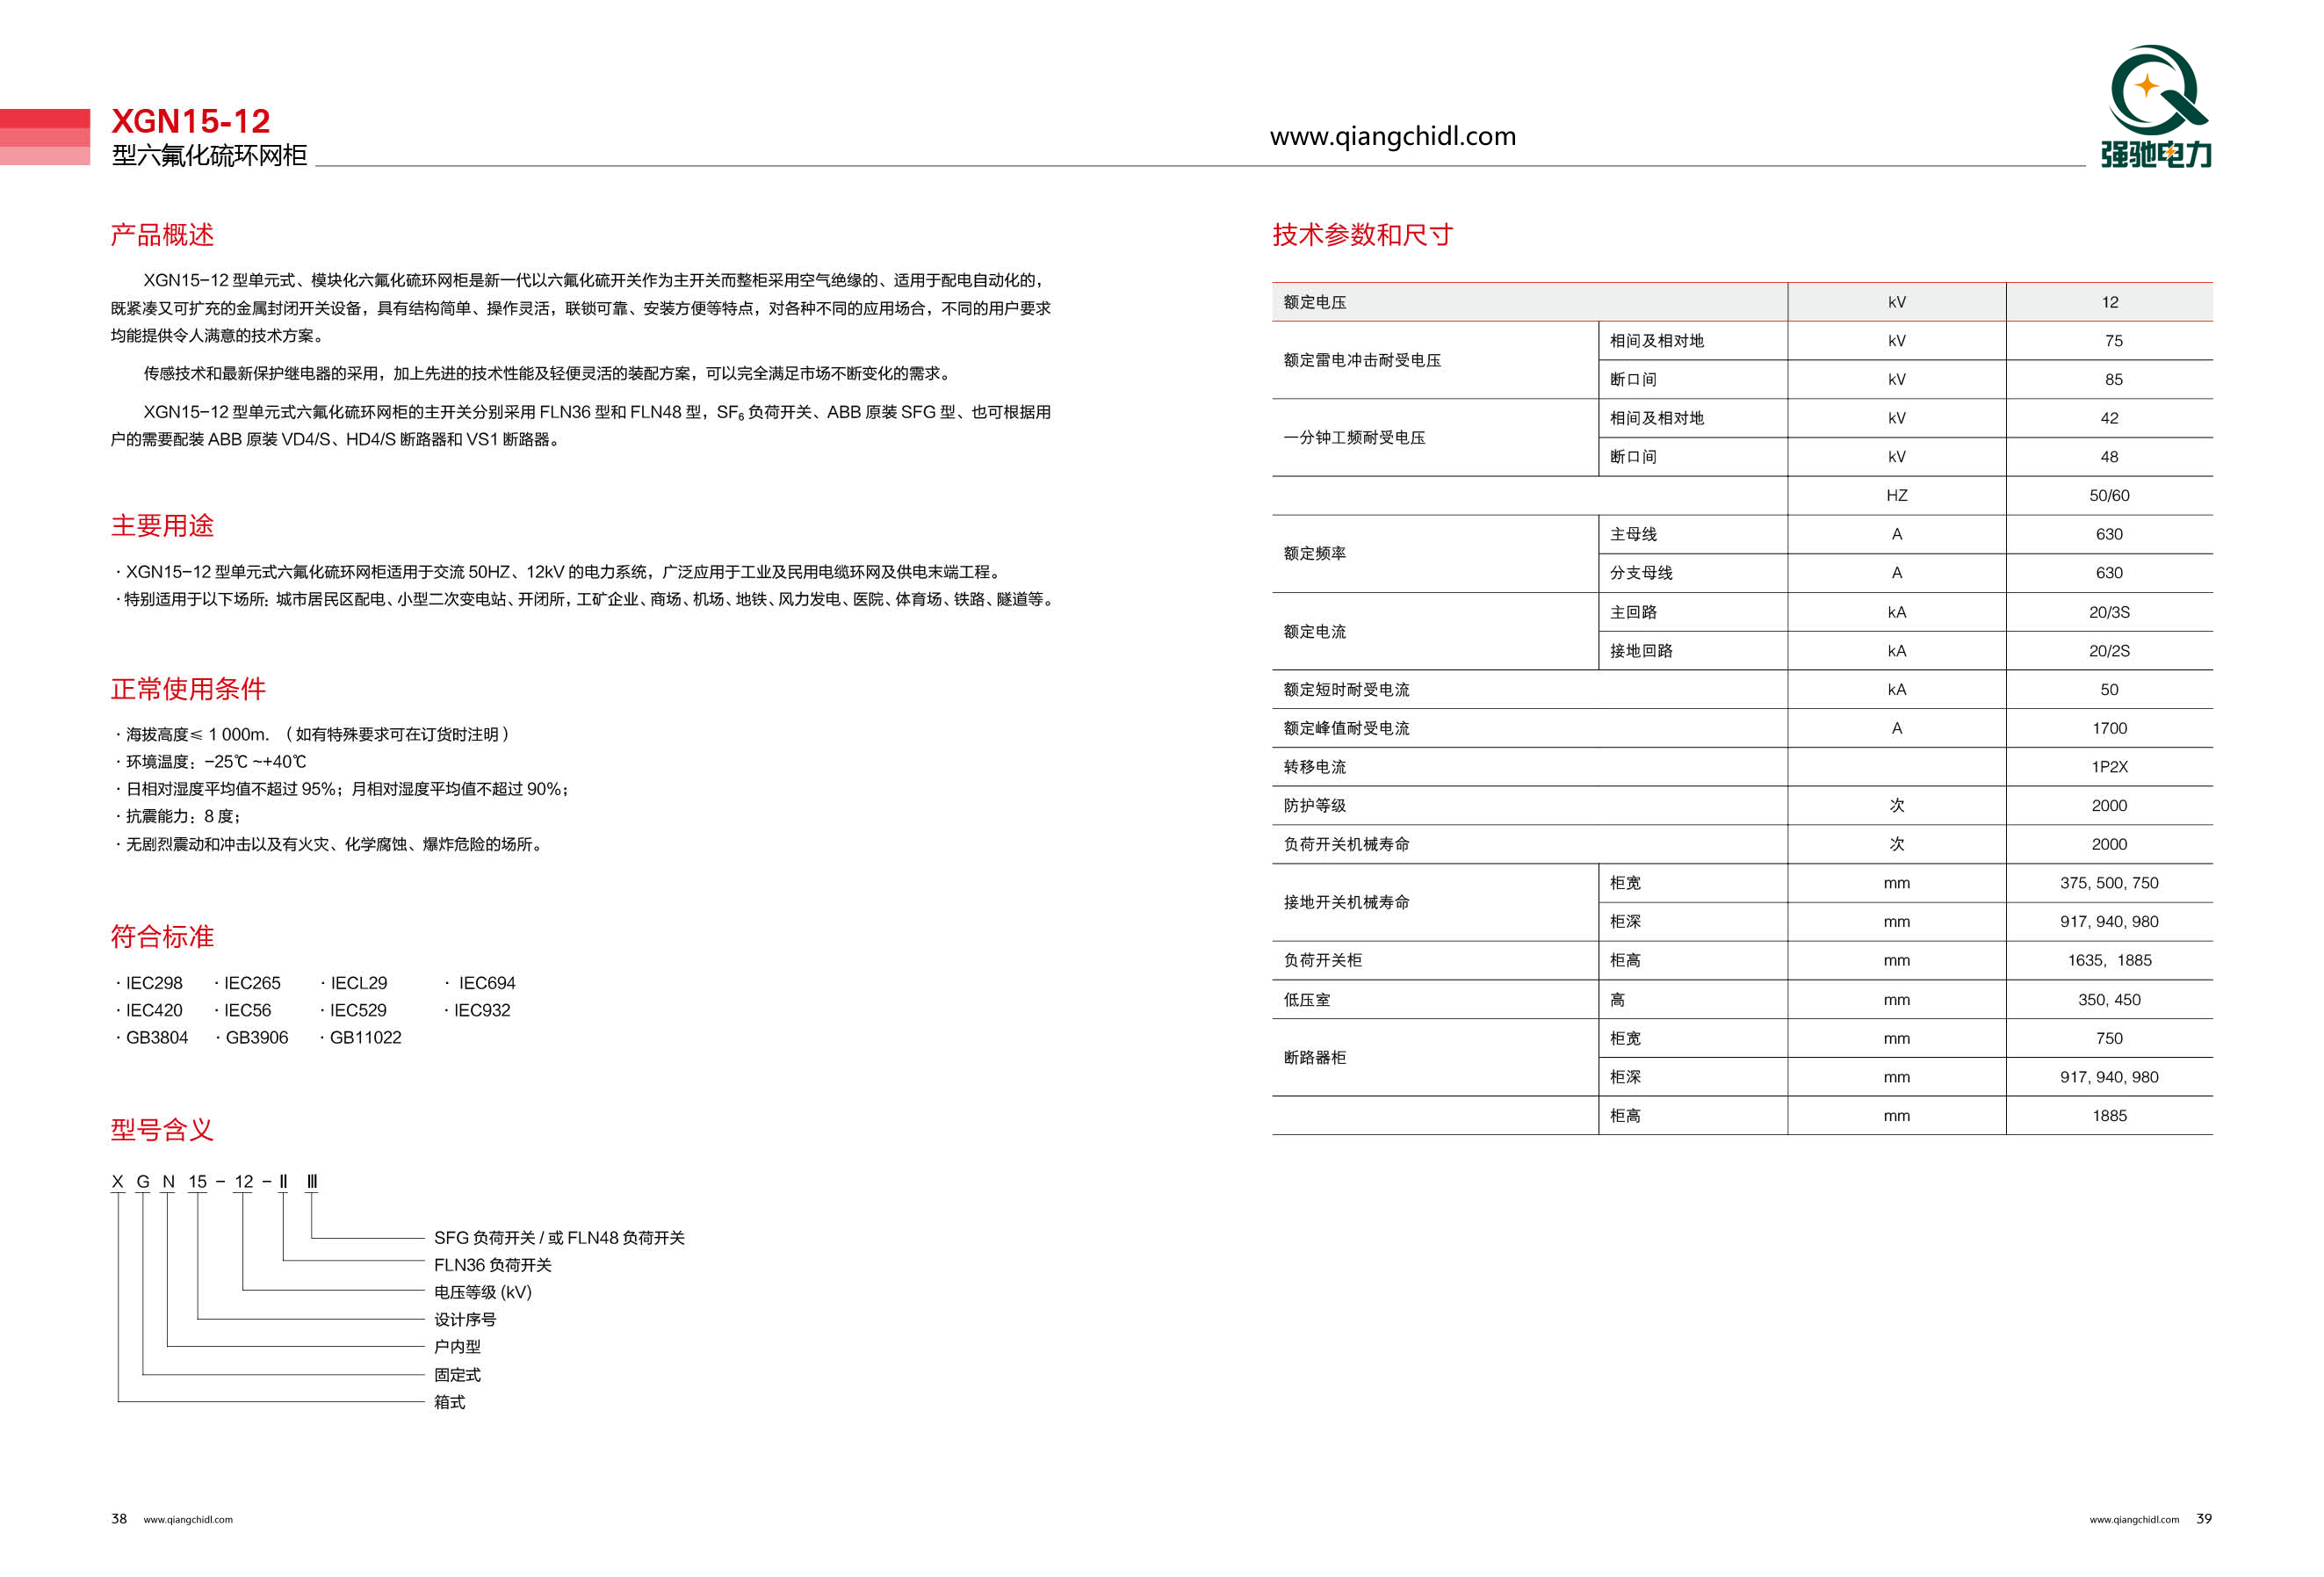 XGN15-12
型六氟化硫环网柜
www.qiangchidl.com
强驰电力
产品概述
XGN15-12 型单元式、模块化六氟化硫环网柜是新一代以六氟化硫开关作为主开关而整柜采用空气绝缘的、适用于配电自动化的，
既紧凑又可扩充的金属封闭开关设备，具有结构简单、操作灵活，联锁可靠、安装方便等特点，对各种不同的应用场合，不同的用户要求
均能提供令人满意的技术方案。
传感技术和最新保护继电器的采用，加上先进的技术性能及轻便灵活的装配方案，可以完全满足市场不断变化的需求。
XGN15-12 型单元式六氟化硫环网柜的主开关分别采用 FLN36 型和 FLN48 型，SF₆ 负荷开关、ABB 原装 SFG 型、也可根据用
户的需要配装 ABB 原装 VD4/S、HD4/S 断路器和 VS1 断路器。
主要用途
· XGN15-12 型单元式六氟化硫环网柜适用于交流 50HZ、12kV 的电力系统，广泛应用于工业及民用电缆环网及供电末端工程。
· 特别适用于以下场所: 城市居民区配电、小型二次变电站、开闭所，工矿企业、商场、机场、地铁、风力发电、医院、体育场、铁路、隧道等。
正常使用条件
· 海拔高度≤ 1 000m. （如有特殊要求可在订货时注明）
· 环境温度：-25℃ ~+40℃
· 日相对湿度平均值不超过 95%；月相对湿度平均值不超过 90%；
· 抗震能力：8 度；
· 无剧烈震动和冲击以及有火灾、化学腐蚀、爆炸危险的场所。
符合标准
· IEC298 · IEC265 · IECL29 · IEC694
· IEC420 · IEC56 · IEC529 · IEC932
· GB3804 · GB3906 · GB11022
型号含义
X G N 15 - 12 - Ⅱ Ⅲ
SFG 负荷开关 / 或 FLN48 负荷开关
FLN36 负荷开关
电压等级 (kV)
设计序号
户内型
固定式
箱式
38 www.qiangchidl.com
技术参数和尺寸
额定电压 kV 12
额定雷电冲击耐受电压 相间及相对地 kV 75
断口间 kV 85
一分钟工频耐受电压 相间及相对地 kV 42
断口间 kV 48
HZ 50/60
额定频率 主母线 A 630
分支母线 A 630
额定电流 主回路 kA 20/3S
接地回路 kA 20/2S
额定短时耐受电流 kA 50
额定峰值耐受电流 A 1700
转移电流 1P2X
防护等级 次 2000
负荷开关机械寿命 次 2000
接地开关机械寿命 柜宽 mm 375, 500, 750
柜深 mm 917, 940, 980
负荷开关柜 柜高 mm 1635, 1885
低压室 高 mm 350, 450
断路器柜 柜宽 mm 750
柜深 mm 917, 940, 980
柜高 mm 1885
www.qiangchidl.com 39